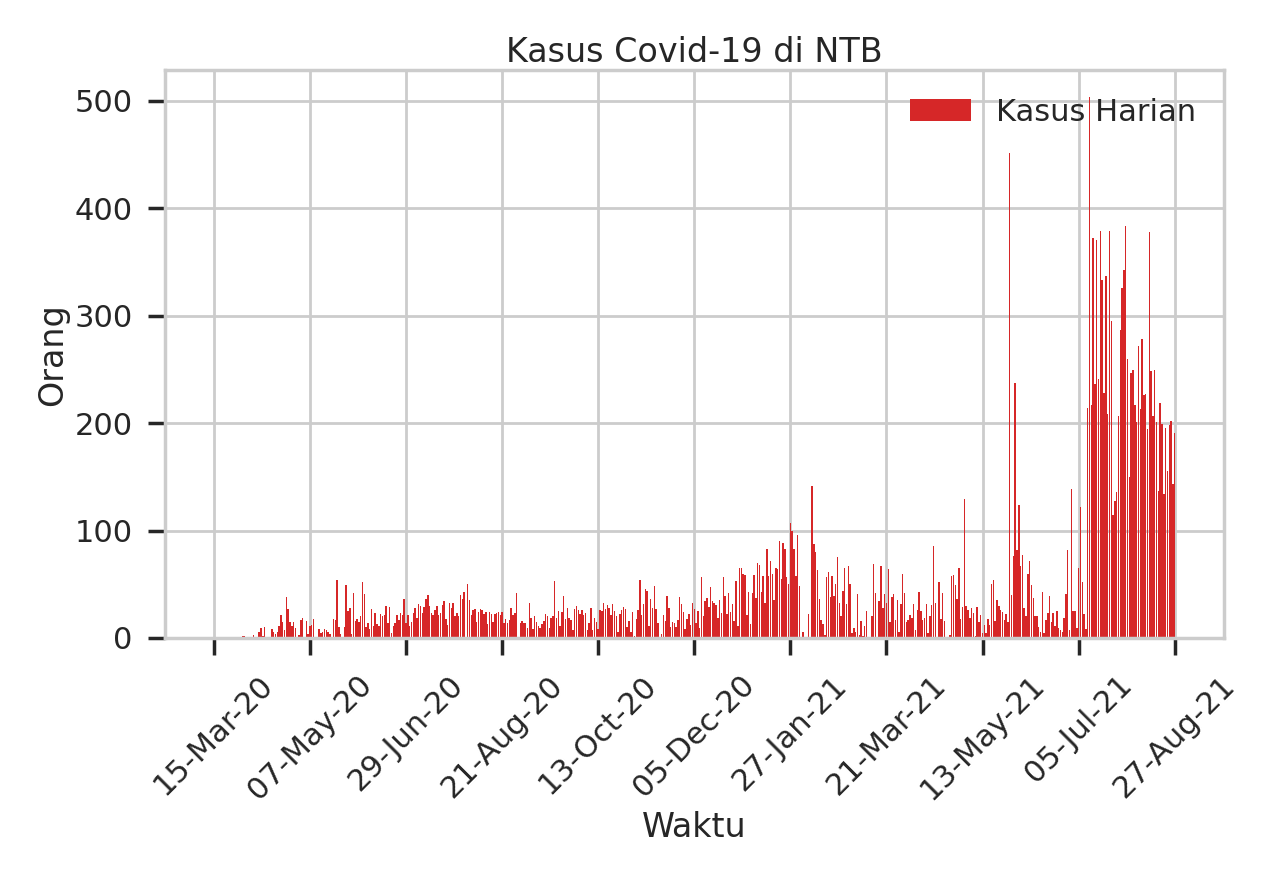 Kasus Covid-19 di NTB
Kasus Harian
Orang
500
400
300
200
100
0
15-Mar-20
07-May-20
29-Jun-20
21-Aug-20
13-Oct-20
05-Dec-20
27-Jan-21
21-Mar-21
13-May-21
05-Jul-21
27-Aug-21
Waktu